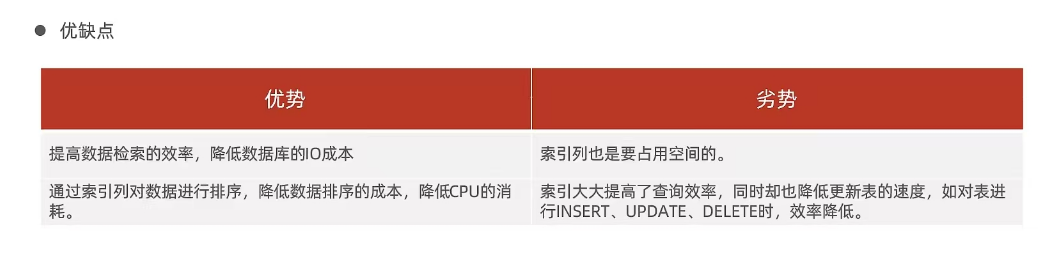 ● 优缺点
优势
劣势
提高数据检索的效率，降低数据库的IO成本
索引列也是要占用空间的。
通过索引列对数据进行排序，降低数据排序的成本，降低CPU的消
耗。
索引大大提高了查询效率，同时却也降低更新表的速度，如对表进
行INSERT、UPDATE、DELETE时，效率降低。